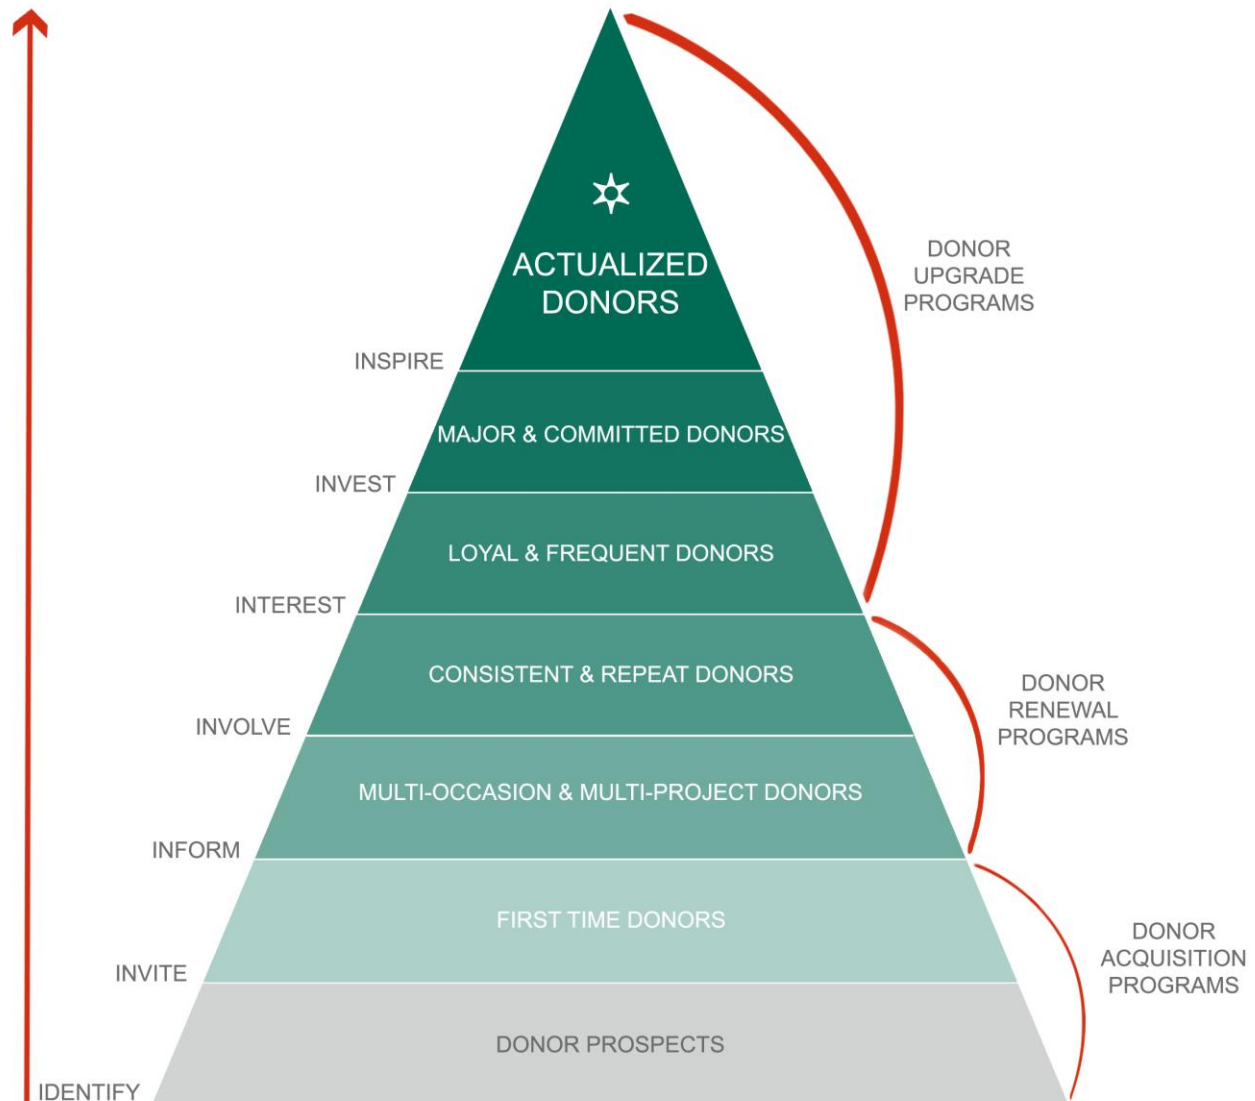 DONOR
UPGRADE
PROGRAMS
ACTUALIZED
DONORS
INSPIRE
MAJOR & COMMITTED DONORS
INVEST
LOYAL & FREQUENT DONORS
INTEREST
CONSISTENT & REPEAT DONORS
DONOR
RENEWAL
PROGRAMS
INVOLVE
MULTI-OCCASION & MULTI-PROJECT DONORS
INFORM
FIRST TIME DONORS
DONOR
ACQUISITION
PROGRAMS
INVITE
DONOR PROSPECTS
IDENTIFY